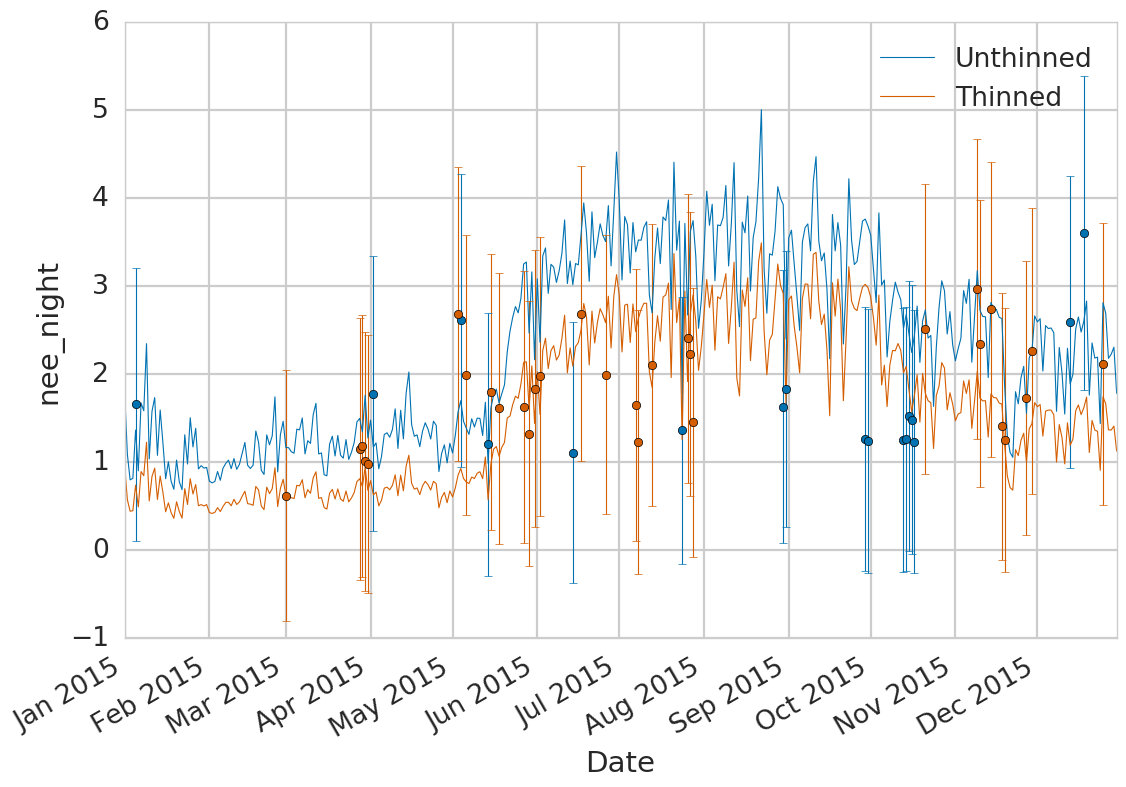 6
5
4
3
2
1
0
−1
nee_night
Unthinned
Thinned
Jan 2015
Feb 2015
Mar 2015
Apr 2015
May 2015
Jun 2015
Jul 2015
Aug 2015
Sep 2015
Oct 2015
Nov 2015
Dec 2015
Date